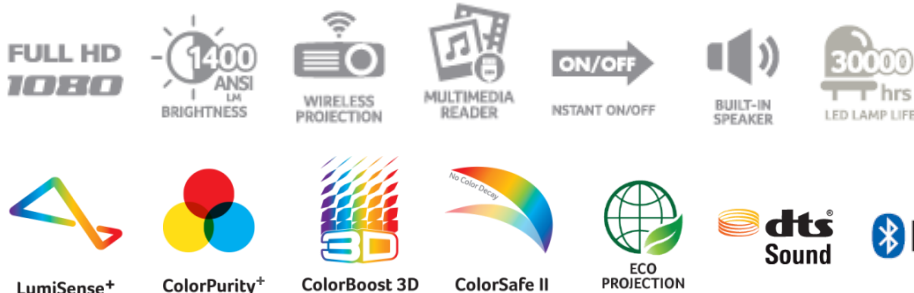 FULL HD
1080
1400
ANSI
LM
BRIGHTNESS
WIRELESS
PROJECTION
MULTIMEDIA
READER
ON/OFF
NSTANT ON/OFF
BUILT-IN
SPEAKER
30000
hrs
LED LAMP LIFE
LumiSense+
ColorPurity+
3D
ColorBoost 3D
No Color Decay
ColorSafe II
ECO
PROJECTION
dts
Sound